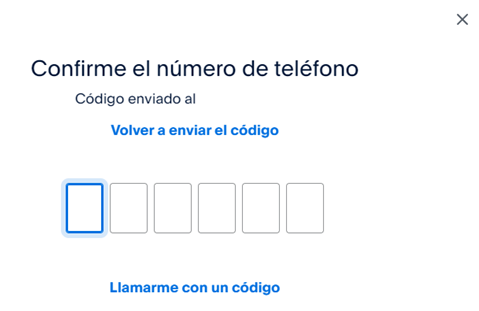 Confirme el número de teléfono
Código enviado al
Volver a enviar el código
Llamarme con un código